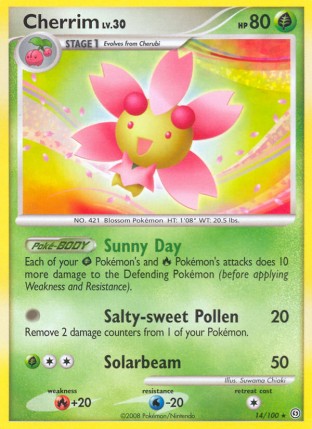 Cherrim LV.30 HP 80
STAGE 1 Evolves from Cherubi
NO. 421 Blossom Pokémon. HT: 1'08" WT: 20.5 lbs.
Poké-BODY Sunny Day
Each of your Pokémon's and Pokémon's attacks does 10
more damage to the Defending Pokémon (before applying
Weakness and Resistance).
Salty-sweet Pollen 20
Remove 2 damage counters from 1 of your Pokémon.
Solarbeam 50
Illus. Suwama Chiaki
weakness resistance retreat cost
+20 -20
©2008 Pokémon/Nintendo 14/100 ★